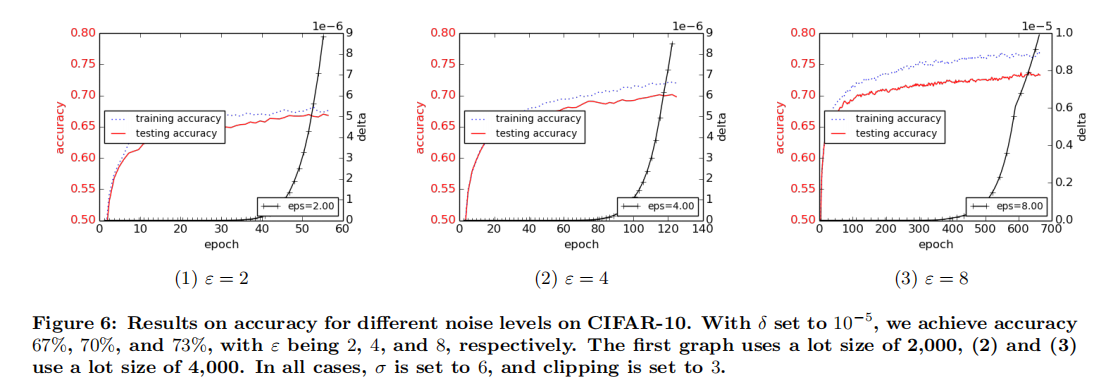 1e−6
0.80
0.75
0.70
0.65
0.60
0.55
0.50
accuracy
training accuracy
testing accuracy
eps=2.00
9
8
7
6
5
4
3
2
1
0
delta
0 10 20 30 40 50 60
epoch
(1) ε = 2
1e−6
0.80
0.75
0.70
0.65
0.60
0.55
0.50
accuracy
training accuracy
testing accuracy
eps=4.00
9
8
7
6
5
4
3
2
1
0
delta
0 20 40 60 80 100 120 140
epoch
(2) ε = 4
1e−5
0.80
0.75
0.70
0.65
0.60
0.55
0.50
accuracy
training accuracy
testing accuracy
eps=8.00
1.0
0.8
0.6
0.4
0.2
0.0
delta
0 100 200 300 400 500 600 700
epoch
(3) ε = 8
Figure 6: Results on accuracy for different noise levels on CIFAR-10. With δ set to 10⁻⁵, we achieve accuracy
67%, 70%, and 73%, with ε being 2, 4, and 8, respectively. The first graph uses a lot size of 2,000, (2) and (3)
use a lot size of 4,000. In all cases, σ is set to 6, and clipping is set to 3.